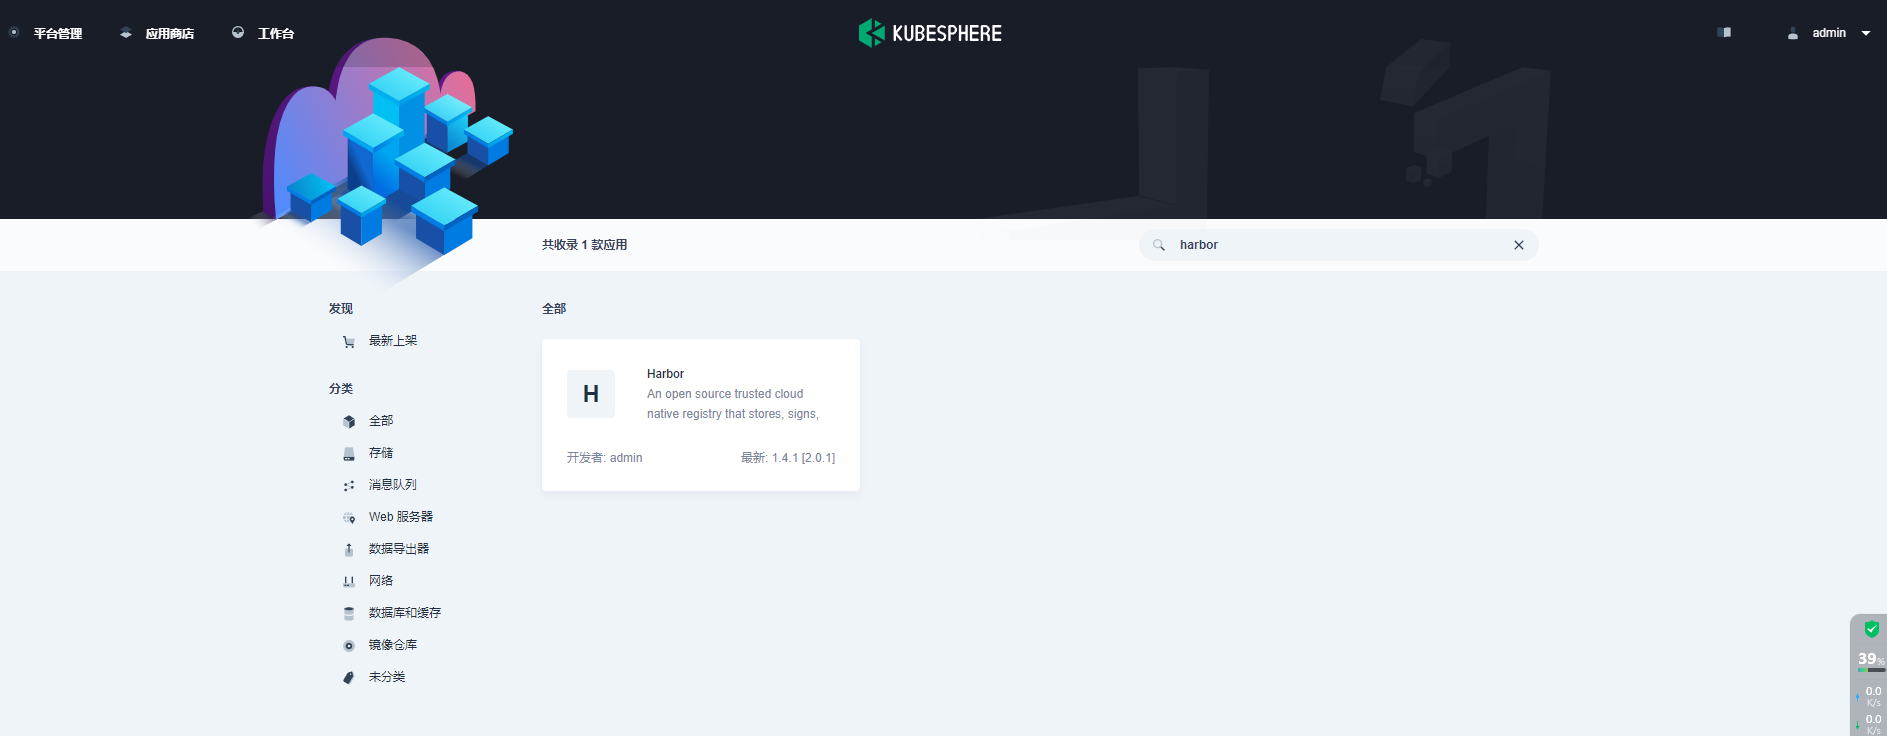 平台管理
应用商店
工作台
KUBESPHERE
admin
共收录 1 款应用
harbor
发现
最新上架
分类
全部
存储
消息队列
Web 服务器
数据导出器
网络
数据库和缓存
镜像仓库
未分类
全部
H
Harbor
An open source trusted cloud
native registry that stores, signs,
开发者: admin
最新: 1.4.1 [2.0.1]
39%
0.0
K/s
0.0
K/s